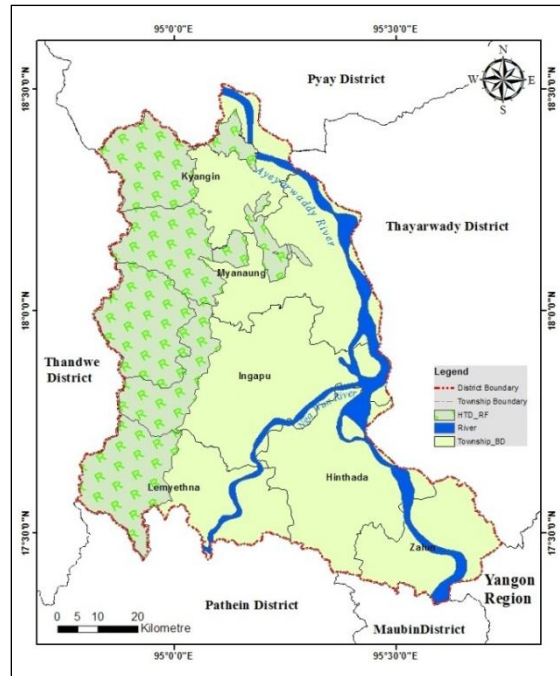 95°0'0"E
95°30'0"E
18°30'0"N
18°30'0"N
Pyay District
N
W
E
S
Kyangin
Ayeyarwaddy River
Thayarwady District
Myanaung
18°0'0"N
18°0'0"N
Thandwe
District
Ingapu
Legend
District Boundary
Township Boundary
HTD_RF
River
Township_BD
Nga Wun River
Lemyethna
Hinthada
17°30'0"N
17°30'0"N
Zalun
Yangon
Region
Pathein District
MaubinDistrict
0 5 10 20
Kilometre
95°0'0"E
95°30'0"E